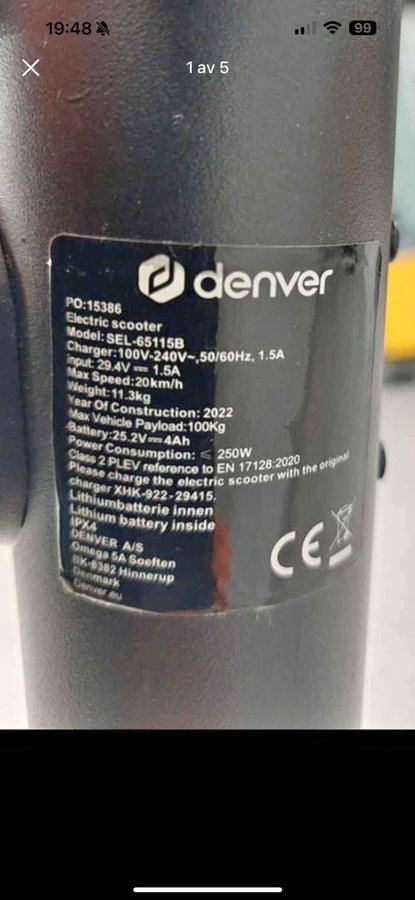 19:48
99
1 av 5
denver
PO:15386
Electric scooter
Model: SEL-65115B
Charger:100V-240V~,50/60Hz, 1.5A
Input: 29.4V⎓ 1.5A
Max Speed:20km/h
Weight:11.3kg
Year Of Construction: 2022
Max Vehicle Payload:100Kg
Battery:25.2V⎓4Ah
Power Consumption: ≤ 250W
Class 2 PLEV reference to EN 17128:2020
Please charge the electric scooter with the original
charger XHK-922-29415.
Lithiumbatterie innen
Lithium battery inside
IPX4
DENVER A/S
Omega 5A Soeften
DK-8382 Hinnerup
Denmark
Denver.eu
CE